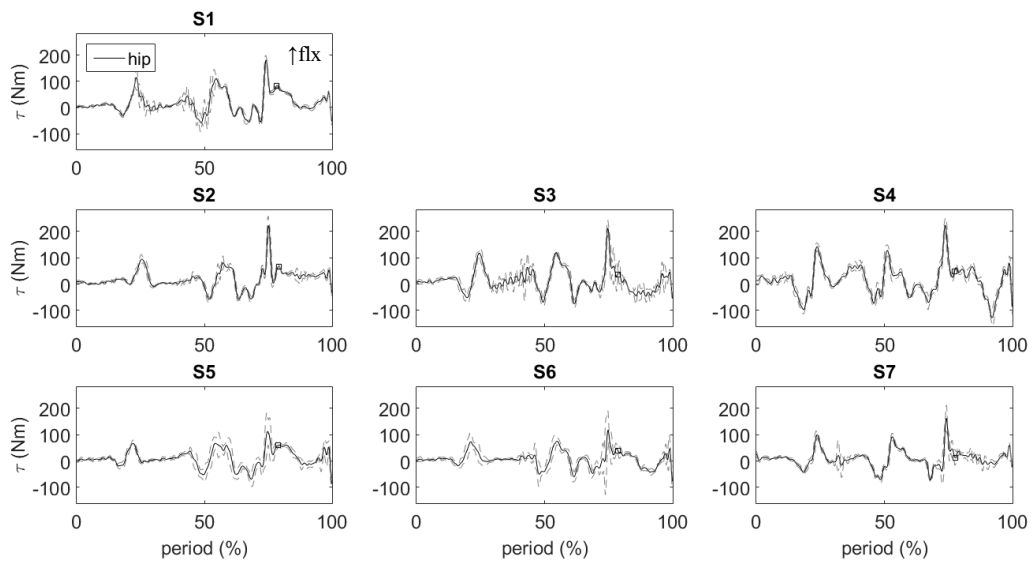 S1
hip
↑flx
τ (Nm)
200
100
0
-100
0 50 100
S2 S3 S4
τ (Nm)
200 200 200
100 100 100
0 0 0
-100 -100 -100
0 50 100 0 50 100 0 50 100
S5 S6 S7
τ (Nm)
200 200 200
100 100 100
0 0 0
-100 -100 -100
0 50 100 0 50 100 0 50 100
period (%) period (%) period (%)